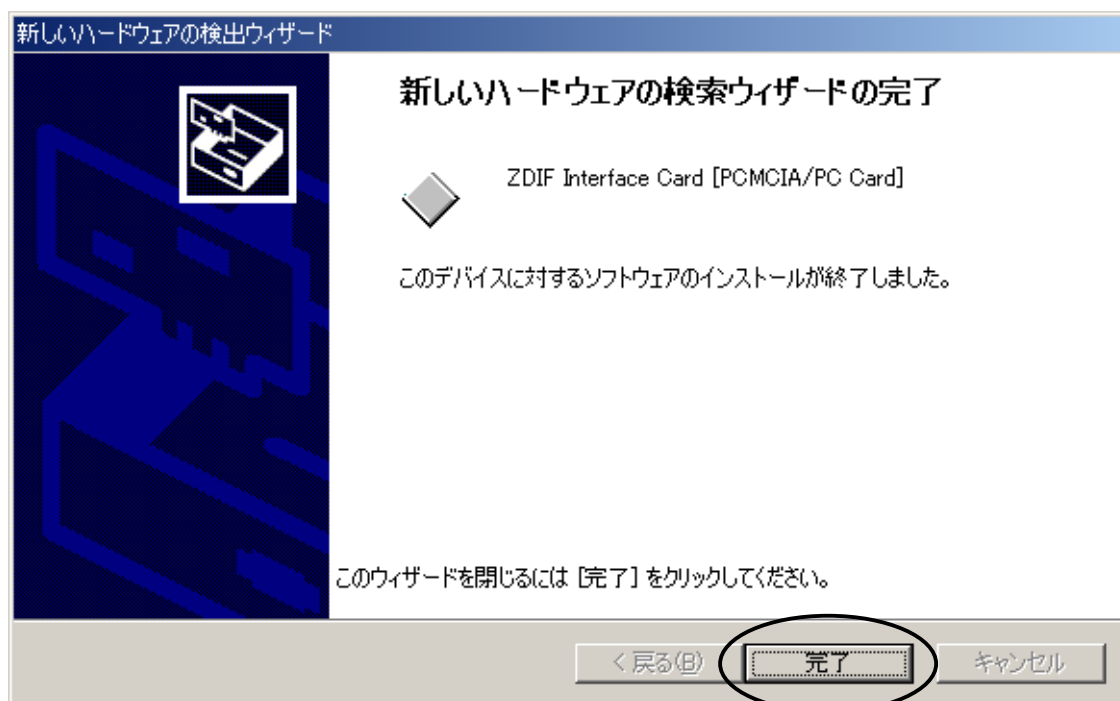 新しいハードウェアの検出ウィザード
新しいハードウェアの検索ウィザードの完了
ZDIF Interface Card [PCMCIA/PC Card]
このデバイスに対するソフトウェアのインストールが終了しました。
このウィザードを閉じるには [完了] をクリックしてください。
< 戻る(B) 完了 キャンセル